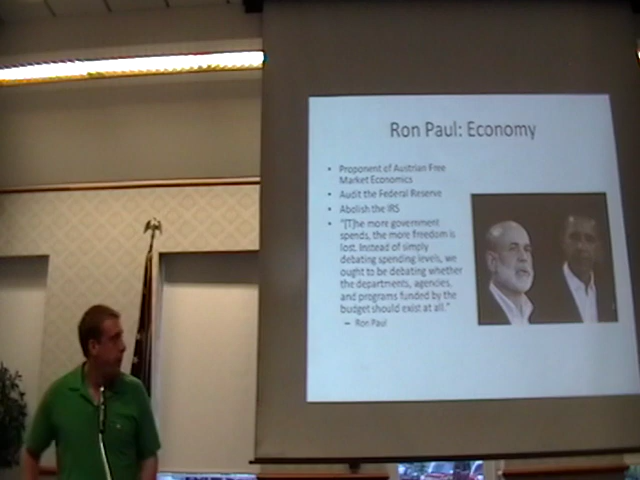 Ron Paul: Economy
• Proponent of Austrian Free
Market Economics
• Audit the Federal Reserve
• Abolish the IRS
• "[T]he more government
spends, the more freedom is
lost. Instead of simply
debating spending levels, we
ought to be debating whether
the departments, agencies,
and programs funded by the
budget should exist at all."
– Ron Paul